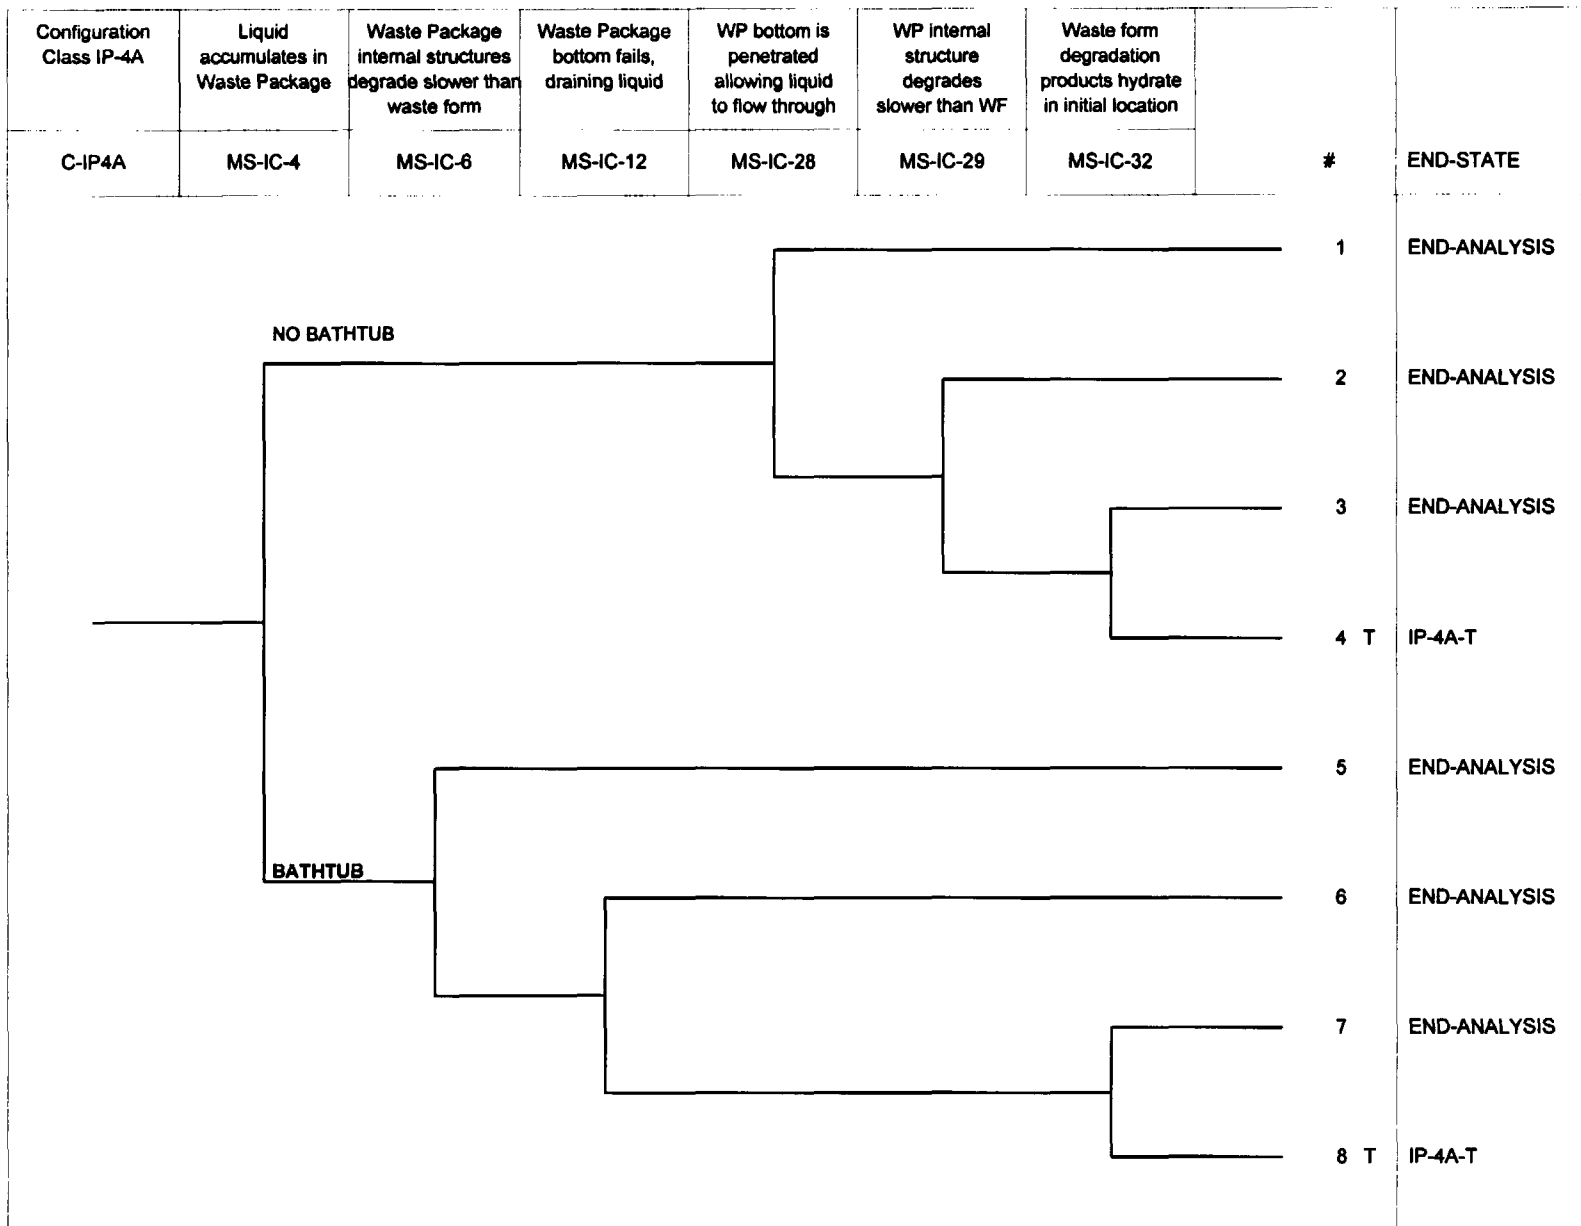 Configuration
Class IP-4A
Liquid
accumulates in
Waste Package
Waste Package
internal structures
degrade slower than
waste form
Waste Package
bottom fails,
draining liquid
WP bottom is
penetrated
allowing liquid
to flow through
WP internal
structure
degrades
slower than WF
Waste form
degradation
products hydrate
in initial location
C-IP4A
MS-IC-4
MS-IC-6
MS-IC-12
MS-IC-28
MS-IC-29
MS-IC-32
#
END-STATE
1 END-ANALYSIS
NO BATHTUB
2 END-ANALYSIS
3 END-ANALYSIS
4 T IP-4A-T
5 END-ANALYSIS
BATHTUB
6 END-ANALYSIS
7 END-ANALYSIS
8 T IP-4A-T